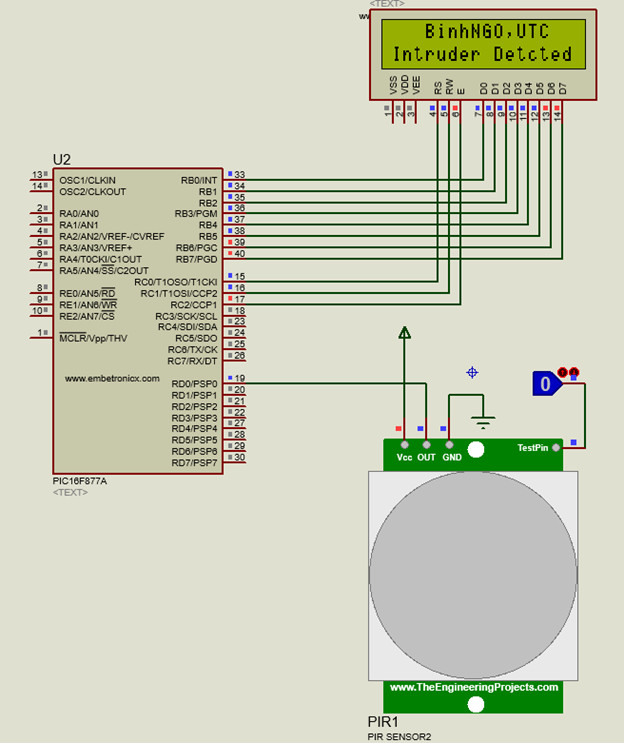 <TEXT>
ww
BinhNGO,UTC
Intruder Detcted
VSS VDD VEE RS RW E D0 D1 D2 D3 D4 D5 D6 D7
1 2 3 4 5 6 7 8 9 10 11 12 13 14
U2
13 OSC1/CLKIN RB0/INT 33
14 OSC2/CLKOUT RB1 34
RB2 35
2 RA0/AN0 RB3/PGM 36
3 RA1/AN1 RB4 37
4 RA2/AN2/VREF-/CVREF RB5 38
5 RA3/AN3/VREF+ RB6/PGC 39
6 RA4/T0CKI/C1OUT RB7/PGD 40
7 RA5/AN4/SS/C2OUT
RC0/T1OSO/T1CKI 15
8 RE0/AN5/RD RC1/T1OSI/CCP2 16
9 RE1/AN6/WR RC2/CCP1 17
10 RE2/AN7/CS RC3/SCK/SCL 18
RC4/SDI/SDA 23
1 MCLR/Vpp/THV RC5/SDO 24
RC6/TX/CK 25
RC7/RX/DT 26
www.embetronicx.com
RD0/PSP0 19
RD1/PSP1 20
RD2/PSP2 21
RD3/PSP3 22
RD4/PSP4 27
RD5/PSP5 28
RD6/PSP6 29
RD7/PSP7 30
PIC16F877A
<TEXT>
0
Vcc OUT GND TestPin
www.TheEngineeringProjects.com
PIR1
PIR SENSOR2